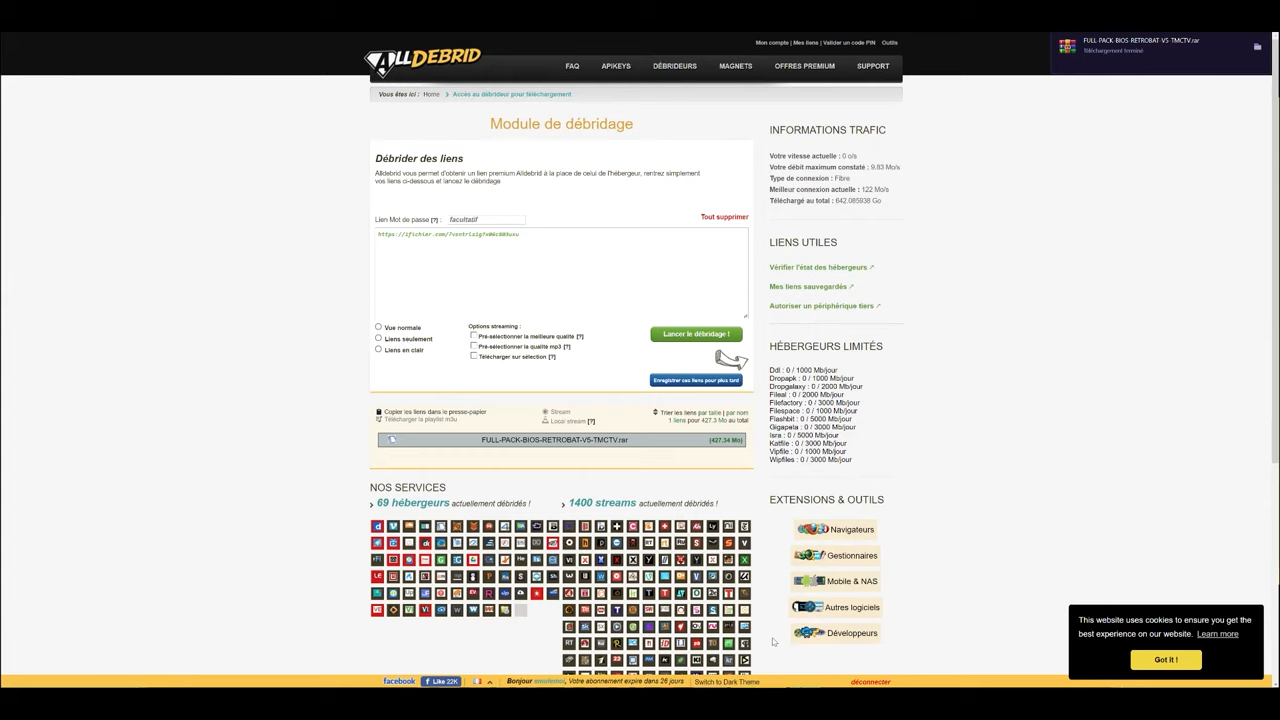 ALLDEBRID
Mon compte | Mes liens | Valider un code PIN Outils
FULL-PACK-BIOS-RETROBAT-V5-TMCTV.rar
Téléchargement terminé
FAQ APIKEYS DÉBRIDEURS MAGNETS OFFRES PREMIUM SUPPORT
Vous êtes ici : Home Accès au débrideur pour téléchargement
Module de débridage
Débrider des liens
Alldebrid vous permet d'obtenir un lien premium Alldebrid à la place de celui de l'hébergeur, rentrez simplement
vos liens ci-dessous et lancez le débridage
Lien Mot de passe [?] : facultatif
Tout supprimer
Vue normale
Liens seulement
Liens en clair
Options streaming :
Pré-sélectionner la meilleure qualité [?]
Pré-sélectionner la qualité mp3 [?]
Télécharger sur sélection [?]
Lancer le débridage !
Enregistrer ces liens pour plus tard
Copier les liens dans le presse-papier
Télécharger la playlist m3u
Stream
Local stream [?]
Trier les liens par taille | par nom
1 liens pour 427.3 Mo au total
FULL-PACK-BIOS-RETROBAT-V5-TMCTV.rar (427.34 Mo)
NOS SERVICES
69 hébergeurs actuellement débridés !
1400 streams actuellement débridés !
INFORMATIONS TRAFIC
Votre vitesse actuelle : 0 o/s
Votre débit maximum constaté : 9.83 Mo/s
Type de connexion : Fibre
Meilleur connexion actuelle : 122 Mo/s
Téléchargé au total : 642.085938 Go
LIENS UTILES
Vérifier l'état des hébergeurs
Mes liens sauvegardés
Autoriser un périphérique tiers
HÉBERGEURS LIMITÉS
Ddl : 0 / 1000 Mb/jour
Dropapk : 0 / 1000 Mb/jour
Dropgalaxy : 0 / 2000 Mb/jour
Fileal : 0 / 2000 Mb/jour
Filefactory : 0 / 3000 Mb/jour
Filespace : 0 / 1000 Mb/jour
Flashbit : 0 / 5000 Mb/jour
Gigapeta : 0 / 3000 Mb/jour
Isra : 0 / 5000 Mb/jour
Katfile : 0 / 3000 Mb/jour
Vipfile : 0 / 1000 Mb/jour
Wipfiles : 0 / 3000 Mb/jour
EXTENSIONS & OUTILS
Navigateurs
Gestionnaires
Mobile & NAS
Autres logiciels
Développeurs
This website uses cookies to ensure you get the
best experience on our website. Learn more
Got it !
facebook Like 22K Bonjour Votre abonnement expire dans 26 jours Switch to Dark Theme déconnecter